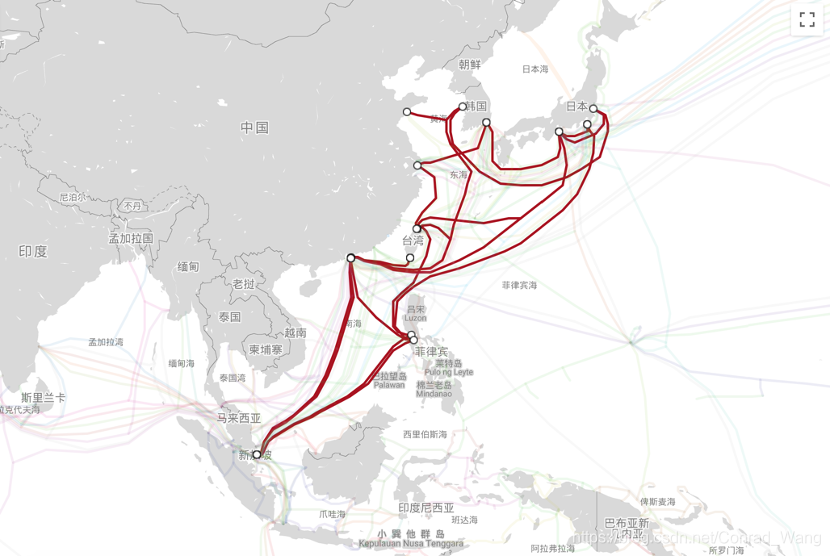 朝鲜
日本海
韩国
日本
黄海
中国
东海
尼泊尔
不丹
台湾
孟加拉国
印度
缅甸
老挝
菲律宾海
吕宋
Luzon
泰国
南海
越南
孟加拉湾
柬埔寨
菲律宾
缅甸海
莱特岛
Pulo ng Leyte
泰国湾
巴拉望岛
Palawan
棉兰老岛
Mindanao
斯里兰卡
拉克代夫海
马来西亚
西里伯斯海
新加坡
俾斯麦海
印度尼西亚
爪哇海
班达海
巴布亚新
几内亚
小巽他群岛
Kepulauan Nusa Tenggara
阿拉弗拉海
所罗门海